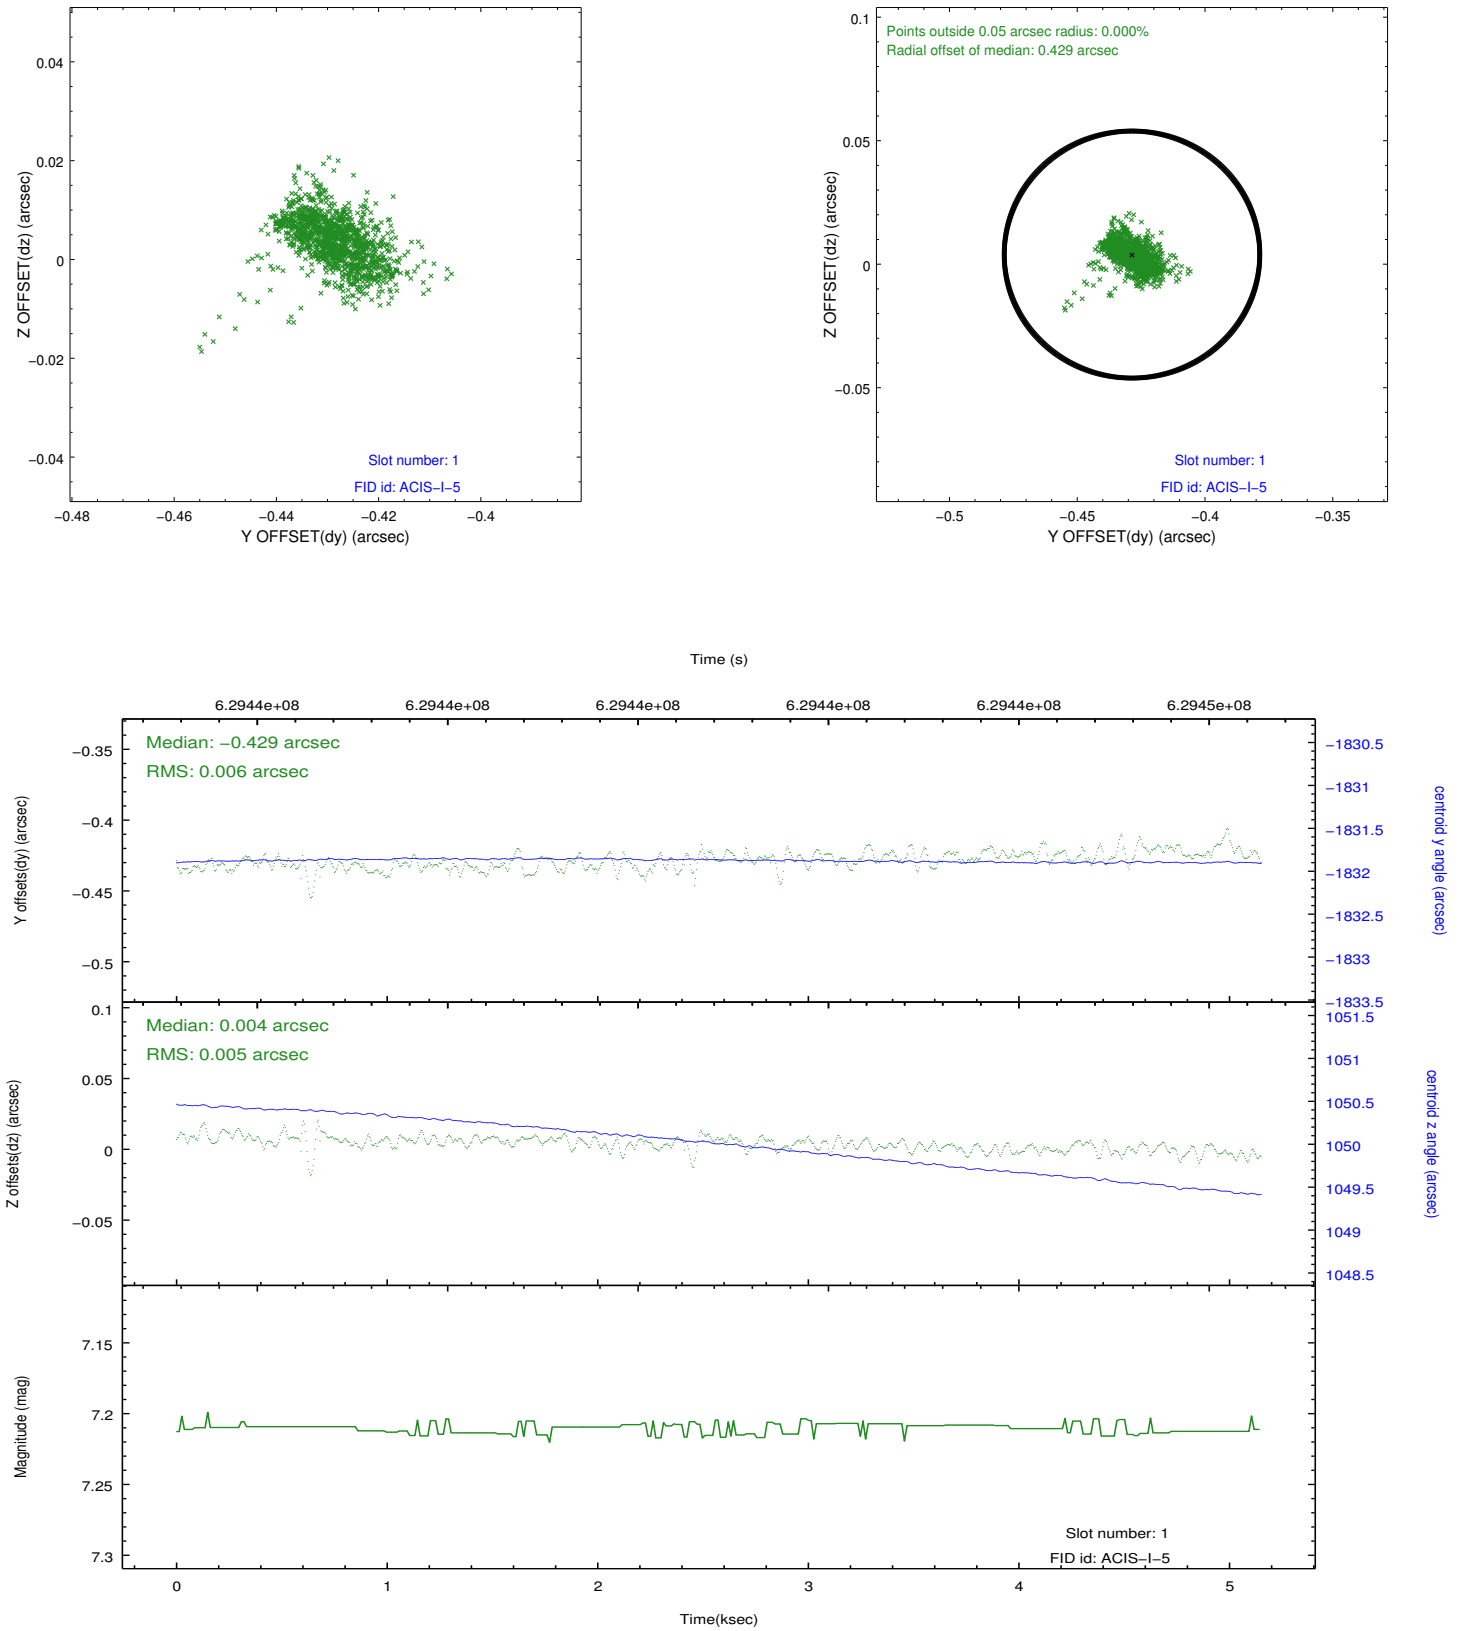 0.04
0.02
0
−0.02
−0.04
Z OFFSET(dz) (arcsec)
Slot number: 1
FID id: ACIS−I−5
−0.48
−0.46
−0.44
−0.42
−0.4
Y OFFSET(dy) (arcsec)
Points outside 0.05 arcsec radius: 0.000%
Radial offset of median: 0.429 arcsec
0.1
0.05
0
−0.05
Z OFFSET(dz) (arcsec)
Slot number: 1
FID id: ACIS−I−5
−0.5
−0.45
−0.4
−0.35
Y OFFSET(dy) (arcsec)
Time (s)
6.2944e+08
6.2944e+08
6.2944e+08
6.2944e+08
6.2944e+08
6.2945e+08
Median: −0.429 arcsec
RMS: 0.006 arcsec
−0.35
−0.4
−0.45
−0.5
Y offsets(dy) (arcsec)
−1830.5
−1831
−1831.5
−1832
−1832.5
−1833
−1833.5
centroid y angle (arcsec)
Median: 0.004 arcsec
RMS: 0.005 arcsec
0.1
0.05
0
−0.05
Z offsets(dz) (arcsec)
1051.5
1051
1050.5
1050
1049.5
1049
1048.5
centroid z angle (arcsec)
7.15
7.2
7.25
7.3
Magnitude (mag)
Slot number: 1
FID id: ACIS−I−5
0
1
2
3
4
5
Time(ksec)